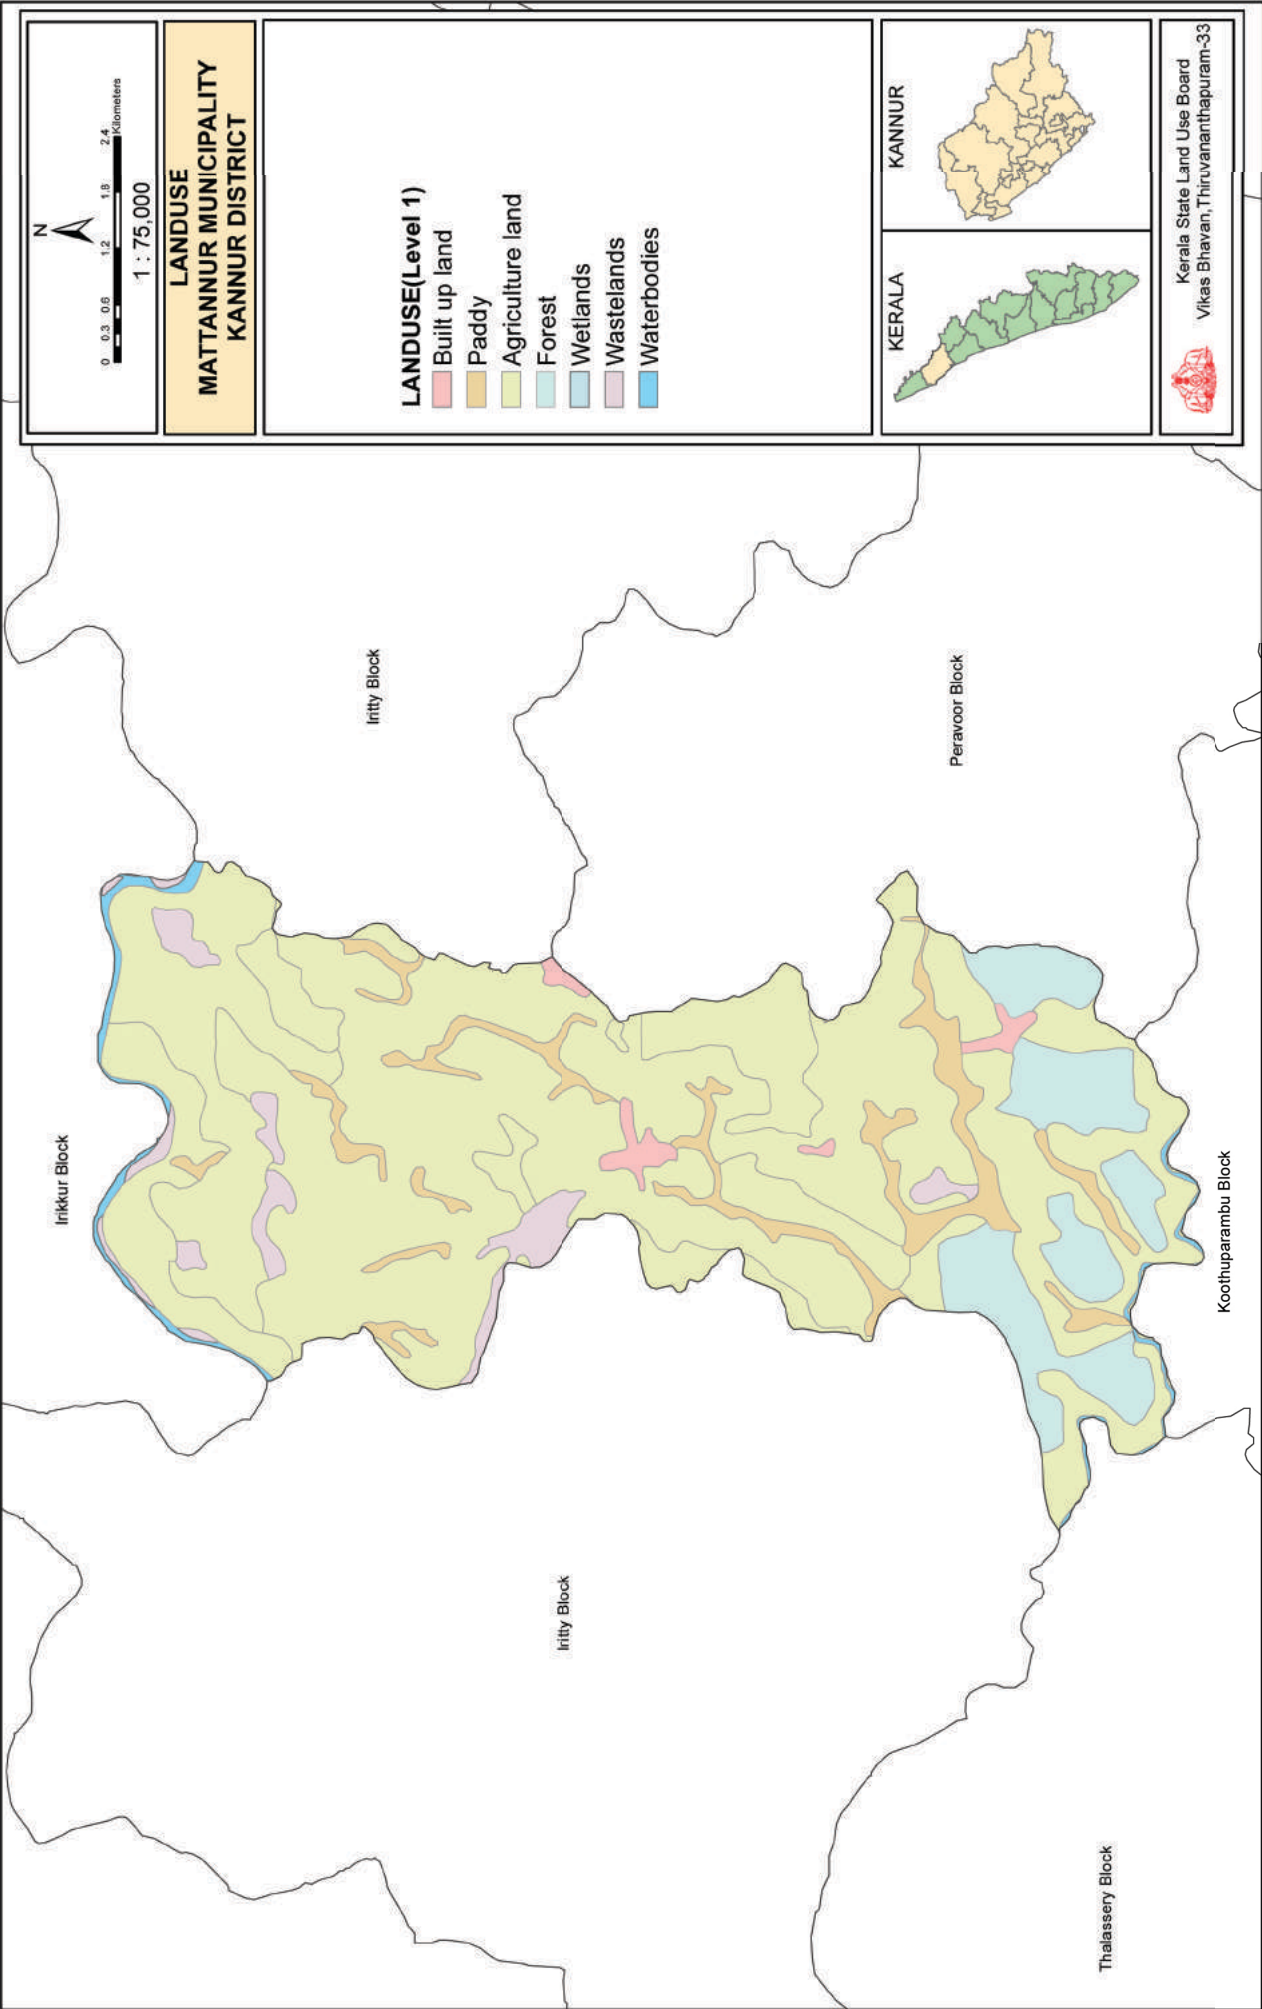 N
0 0.3 0.6 1.2 1.8 2.4
Kilometers
1 : 75,000
LANDUSE
MATTANNUR MUNICIPALITY
KANNUR DISTRICT
LANDUSE(Level 1)
Built up land
Paddy
Agriculture land
Forest
Wetlands
Wastelands
Waterbodies
KERALA
KANNUR
Kerala State Land Use Board
Vikas Bhavan,Thiruvananthapuram-33
Irikkur Block
Iritty Block
Peravoor Block
Koothuparambu Block
Iritty Block
Thalassery Block